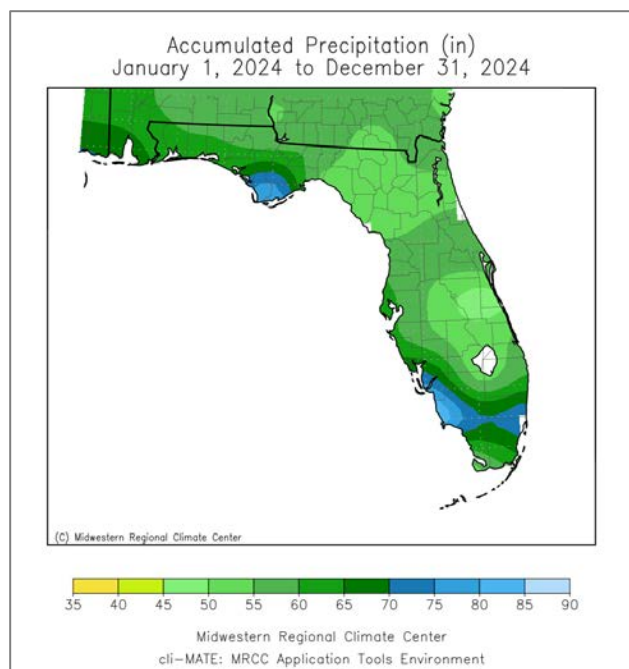 Accumulated Precipitation (in)
January 1, 2024 to December 31, 2024
(C) Midwestern Regional Climate Center
35 40 45 50 55 60 65 70 75 80 85 90
Midwestern Regional Climate Center
cli-MATE: MRCC Application Tools Environment